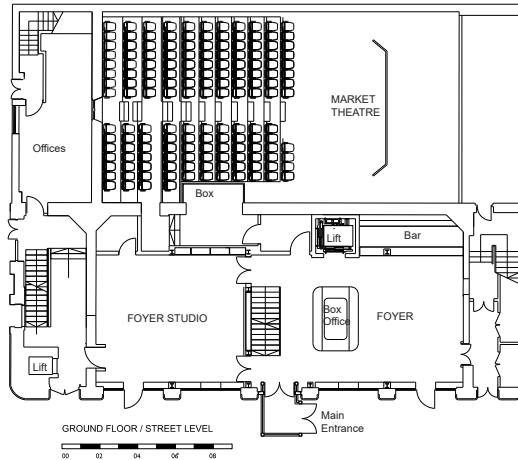 MARKET
THEATRE
Offices
Box
Lift
Bar
FOYER STUDIO
Box
Office
FOYER
Lift
Main
Entrance
GROUND FLOOR / STREET LEVEL
00 02 04 06 08